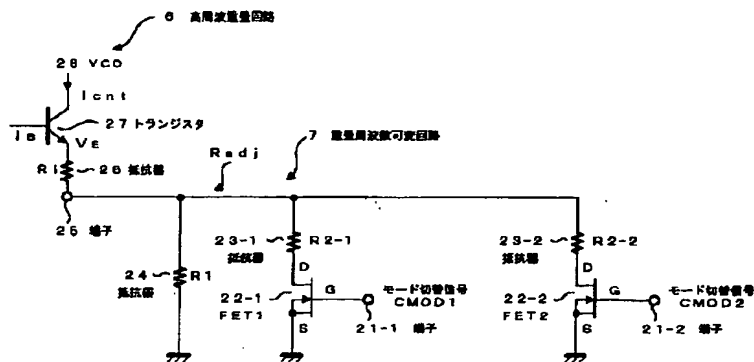 6 高周波重畳回路
28 VCO
Icnt
27 トランジスタ
IB
VE
Ri
26 抵抗器
Radj
7 重畳周波数可変回路
25 端子
23-1
抵抗器
R2-1
23-2
抵抗器
R2-2
24
抵抗器
R1
D
G
S
22-1
FET1
モード切替信号
CMOD1
21-1 端子
D
G
S
22-2
FET2
モード切替信号
CMOD2
21-2 端子